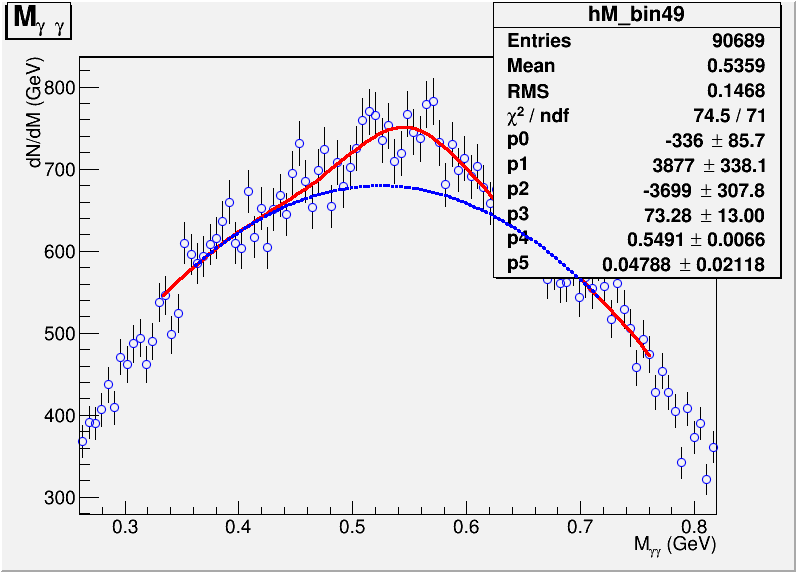 M γ γ
hM_bin49
Entries 90689
Mean 0.5359
RMS 0.1468
χ² / ndf 74.5 / 71
p0 -336 ± 85.7
p1 3877 ± 338.1
p2 -3699 ± 307.8
p3 73.28 ± 13.00
p4 0.5491 ± 0.0066
p5 0.04788 ± 0.02118
dN/dM (GeV)
800
700
600
500
400
300
0.3 0.4 0.5 0.6 0.7 0.8
Mγγ (GeV)